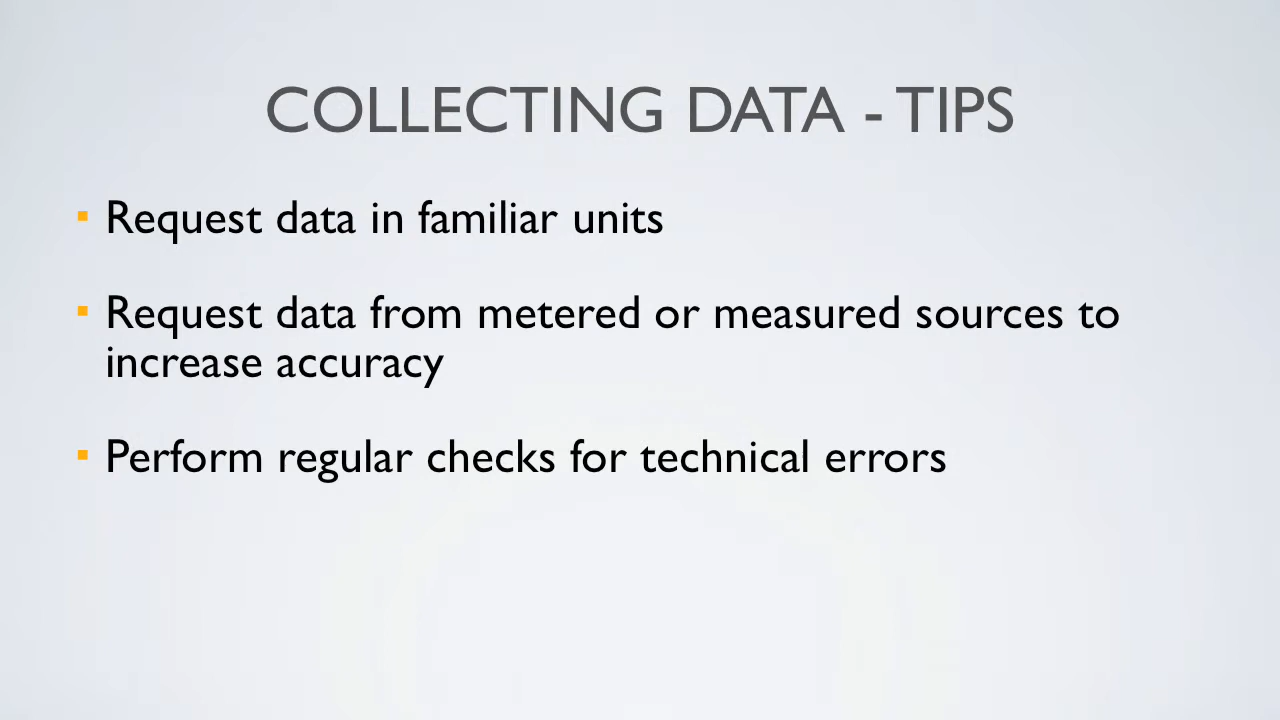 COLLECTING DATA - TIPS
▪ Request data in familiar units
▪ Request data from metered or measured sources to
increase accuracy
▪ Perform regular checks for technical errors